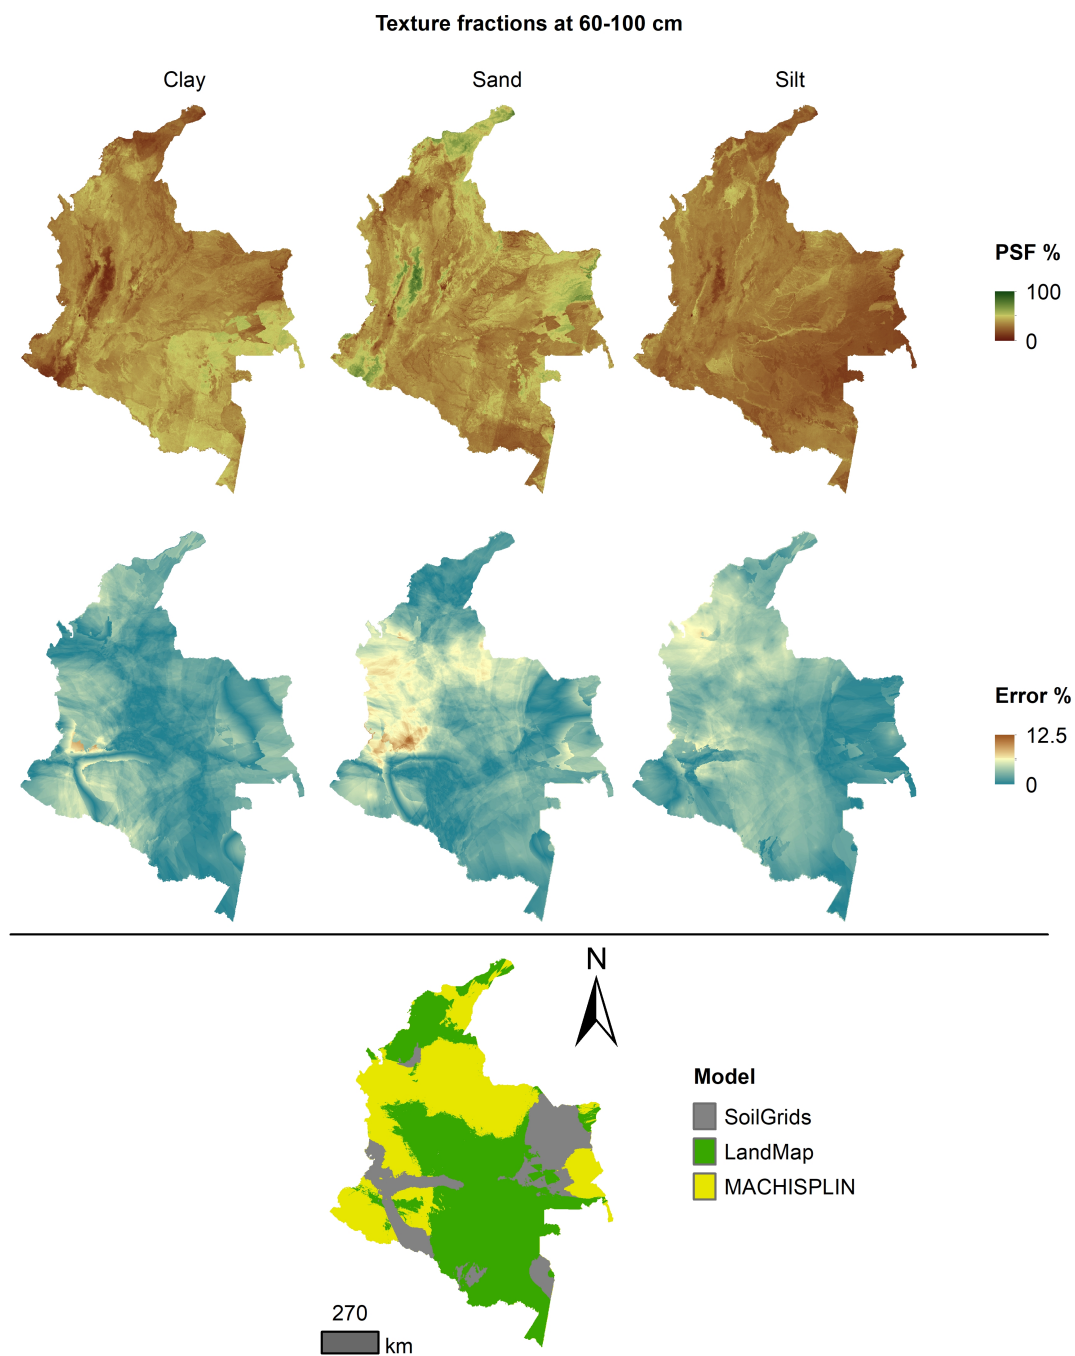 Texture fractions at 60-100 cm
Clay
Sand
Silt
PSF %
100
0
Error %
12.5
0
N
Model
SoilGrids
LandMap
MACHISPLIN
270
km